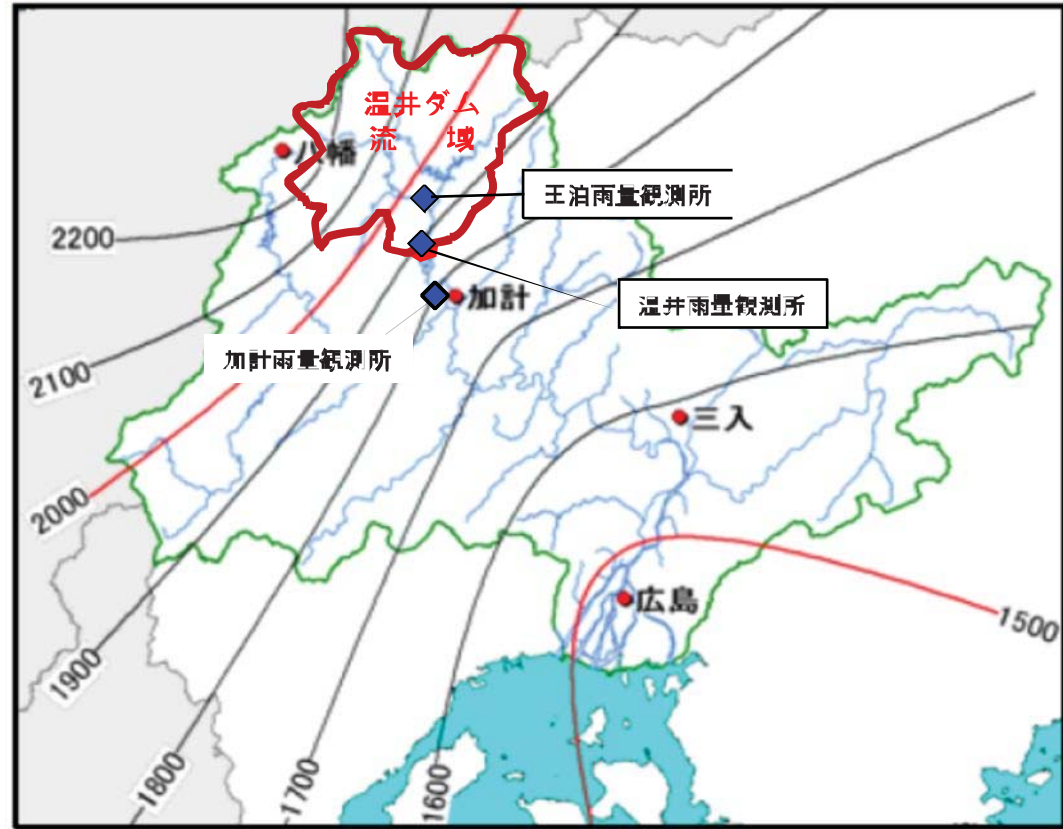 温井ダム
流 域
八幡
王泊雨量観測所
2200
加計
温井雨量観測所
加計雨量観測所
2100
三入
2000
広島
1500
1900
1800
1700
1600